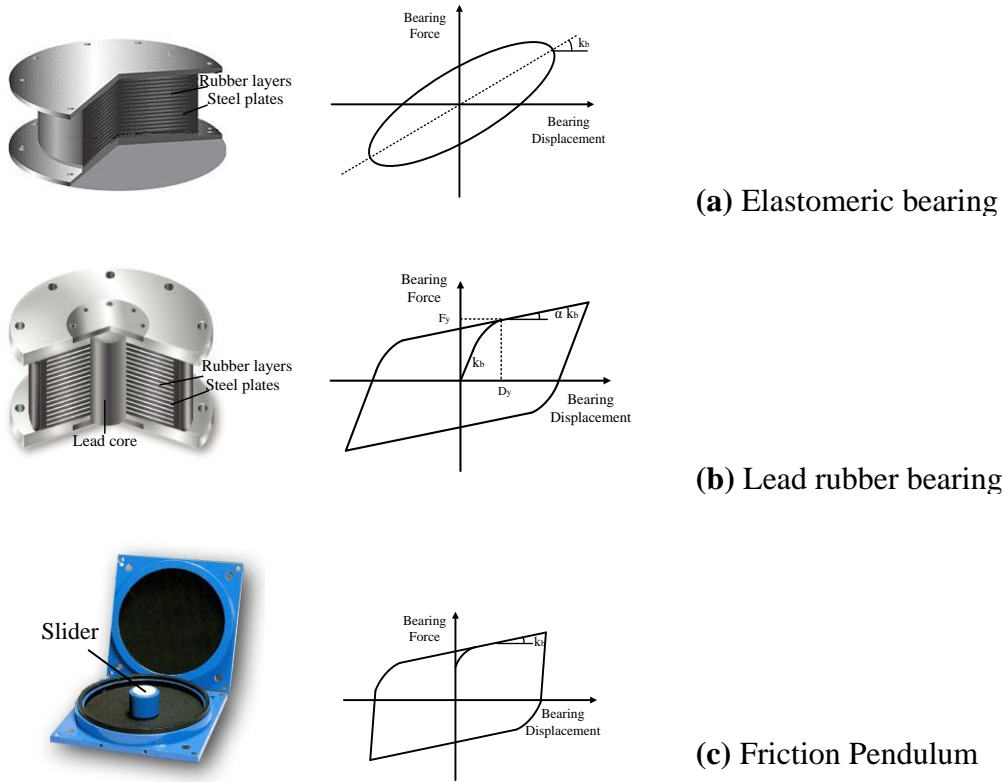 Bearing
Force
k_b
Rubber layers
Steel plates
Bearing
Displacement
(a) Elastomeric bearing
Bearing
Force
F_y
α k_b
k_b
Rubber layers
Steel plates
D_y
Bearing
Displacement
Lead core
(b) Lead rubber bearing
Slider
Bearing
Force
k_b
Bearing
Displacement
(c) Friction Pendulum